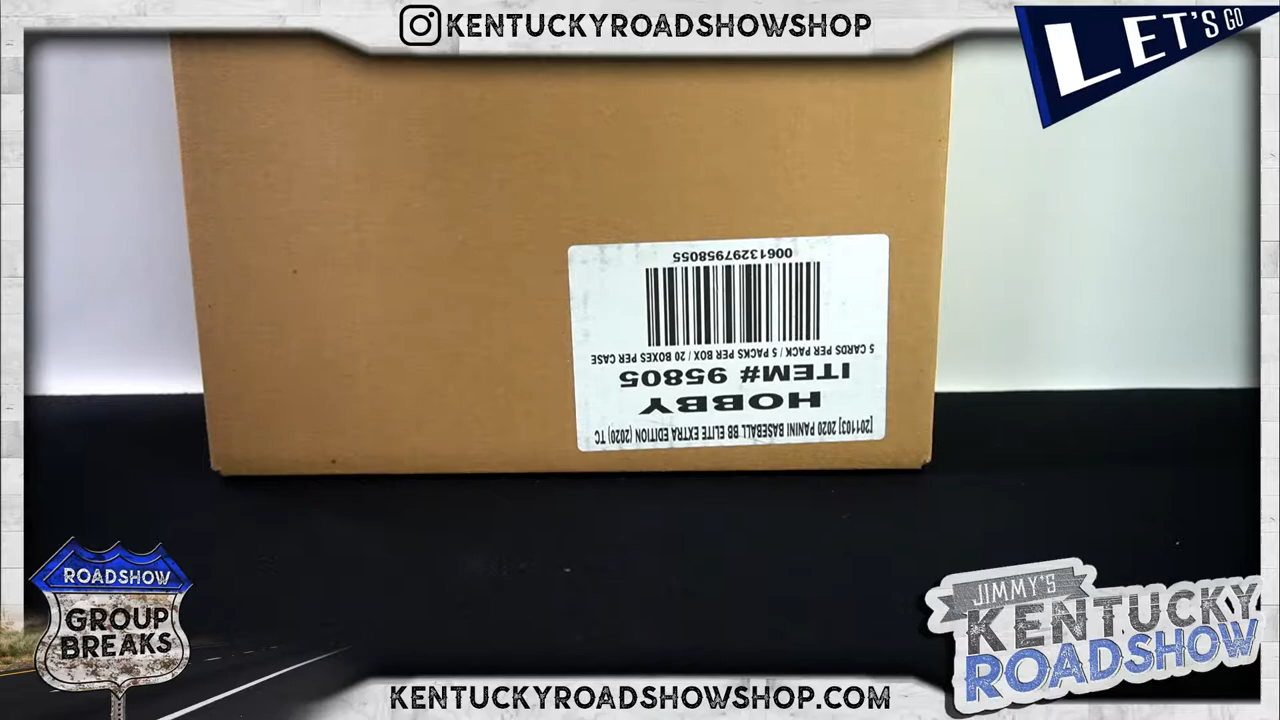 KENTUCKYROADSHOWSHOP
LET'S GO
[201103] 2020 PANINI BASEBALL BB ELITE EXTRA EDITION (2020) TC
HOBBY
ITEM# 95805
5 CARDS PER PACK / 5 PACKS PER BOX / 20 BOXES PER CASE
00613297958055
ROADSHOW
GROUP
BREAKS
JIMMY'S
KENTUCKY
ROADSHOW
KENTUCKYROADSHOWSHOP.COM